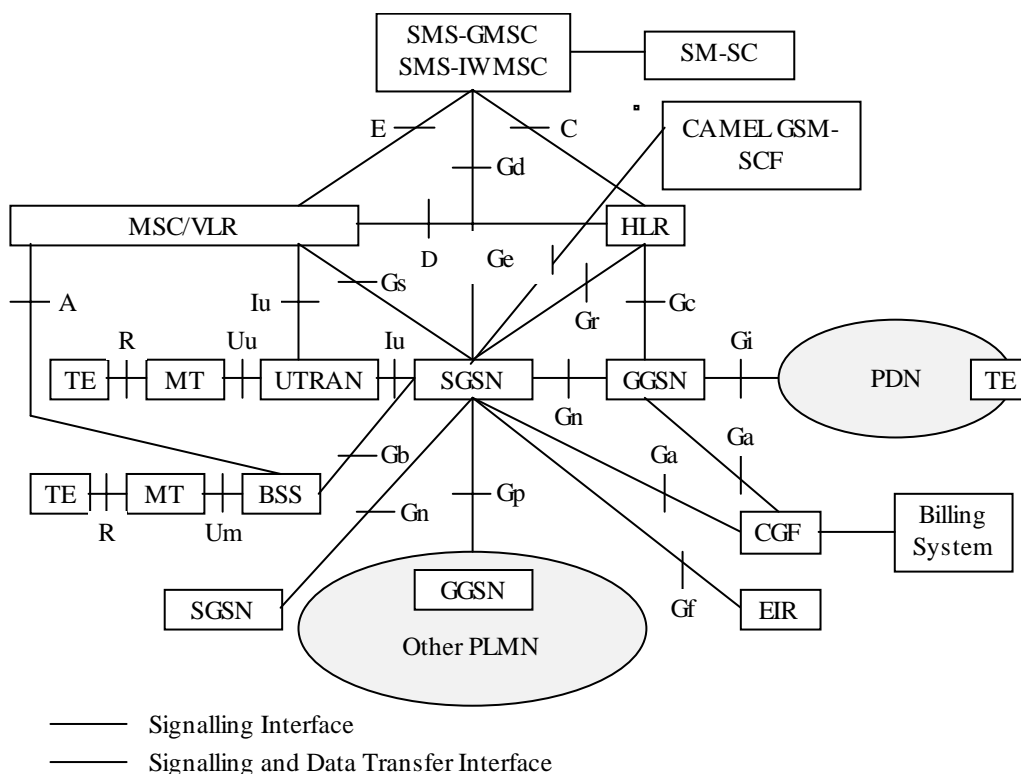 SMS-GMSC
SMS-IWMSC
SM-SC
CAMEL GSM-
SCF
E
C
Gd
MSC/VLR
HLR
D
Ge
A
Iu
Gs
Gr
Gc
R
Uu
Iu
Gi
TE
MT
UTRAN
SGSN
GGSN
PDN
TE
Gn
Gb
Ga
Ga
TE
MT
BSS
Gp
R
Um
Gn
CGF
Billing
System
SGSN
GGSN
Gf
EIR
Other PLMN
Signalling Interface
Signalling and Data Transfer Interface